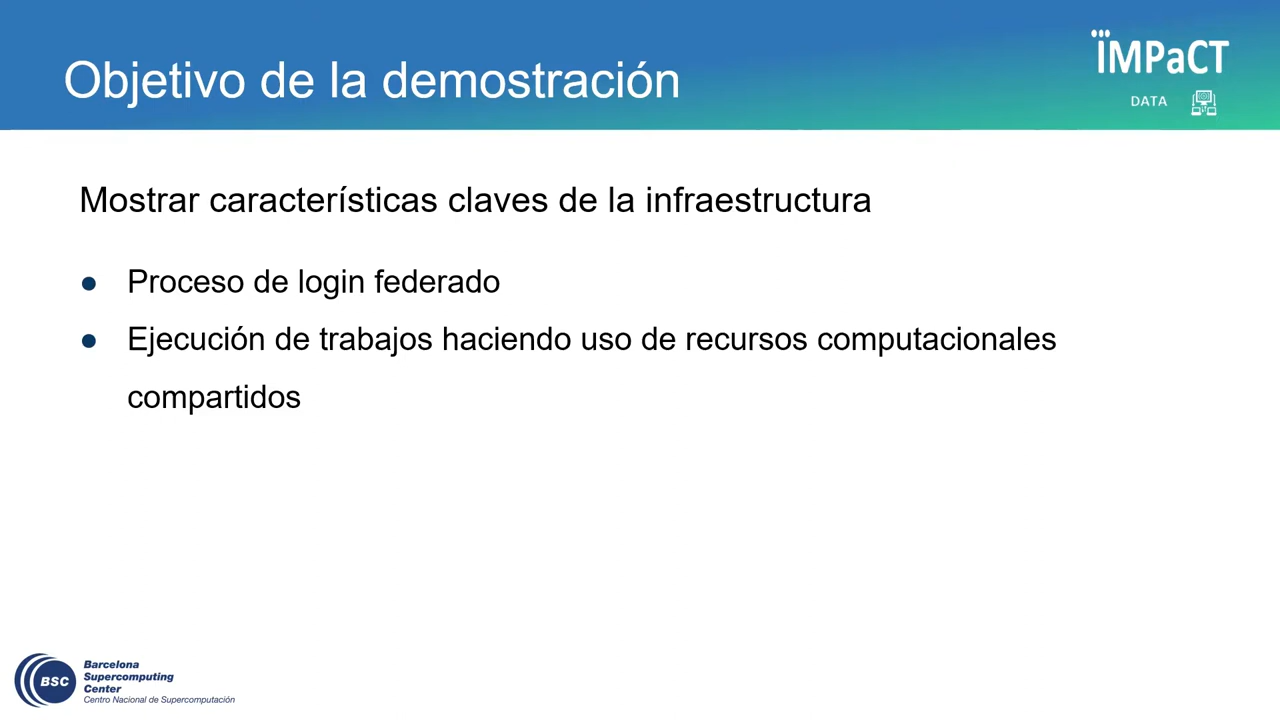 Objetivo de la demostración
ïMPaCT
DATA
Mostrar características claves de la infraestructura
● Proceso de login federado
● Ejecución de trabajos haciendo uso de recursos computacionales
compartidos
BSC
Barcelona
Supercomputing
Center
Centro Nacional de Supercomputación